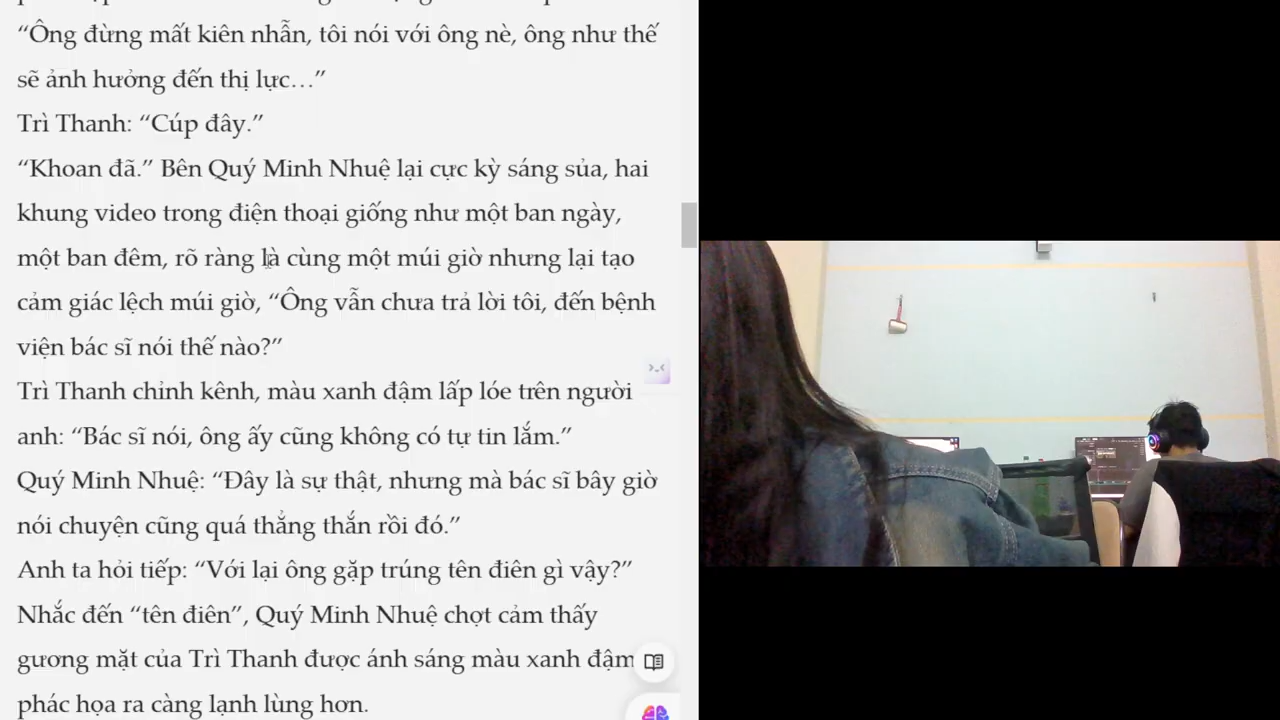 “Ông đừng mất kiên nhẫn, tôi nói với ông nè, ông như thế
sẽ ảnh hưởng đến thị lực…”
Trì Thanh: “Cúp đây.”
“Khoan đã.” Bên Quý Minh Nhuệ lại cực kỳ sáng sủa, hai
khung video trong điện thoại giống như một ban ngày,
một ban đêm, rõ ràng là cùng một múi giờ nhưng lại tạo
cảm giác lệch múi giờ, “Ông vẫn chưa trả lời tôi, đến bệnh
viện bác sĩ nói thế nào?”
Trì Thanh chỉnh kênh, màu xanh đậm lấp lóe trên người
anh: “Bác sĩ nói, ông ấy cũng không có tự tin lắm.”
Quý Minh Nhuệ: “Đây là sự thật, nhưng mà bác sĩ bây giờ
nói chuyện cũng quá thẳng thắn rồi đó.”
Anh ta hỏi tiếp: “Với lại ông gặp trúng tên điên gì vậy?”
Nhắc đến “tên điên”, Quý Minh Nhuệ chợt cảm thấy
gương mặt của Trì Thanh được ánh sáng màu xanh đậm
phác họa ra càng lạnh lùng hơn.